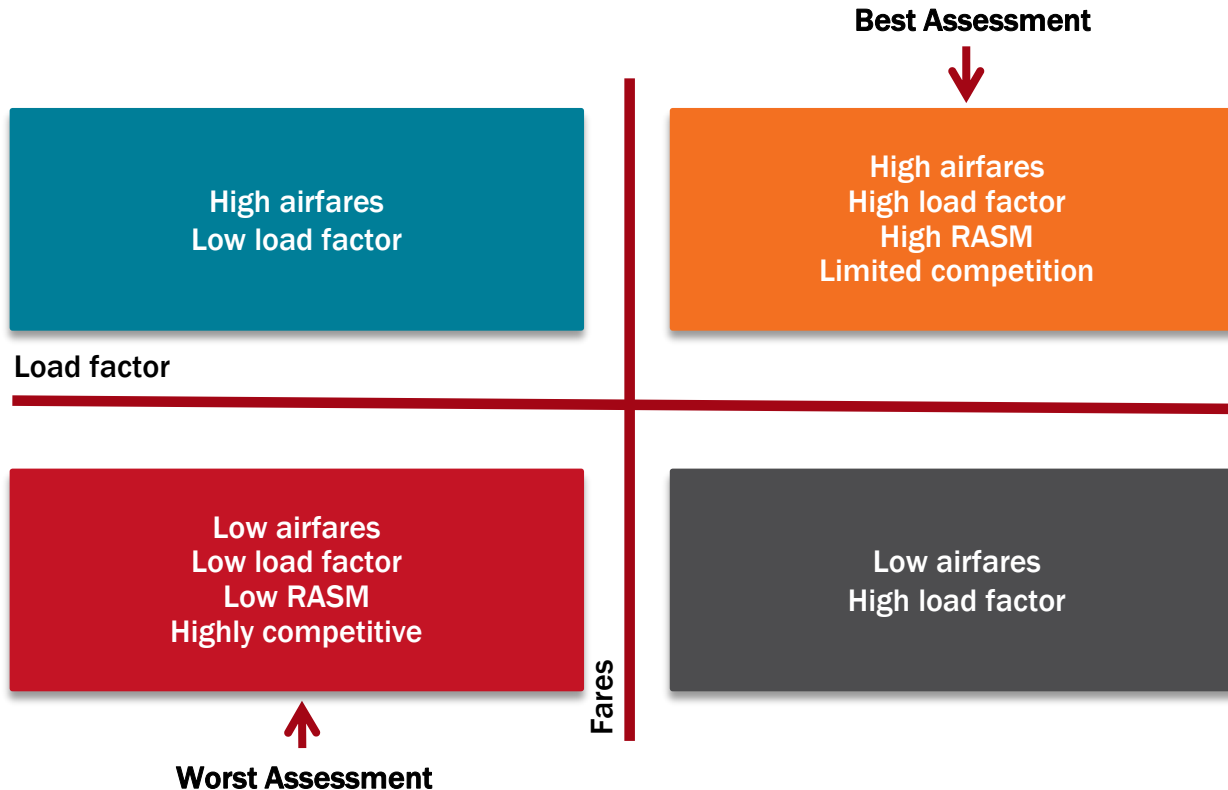 Best Assessment
High airfares
Low load factor
High airfares
High load factor
High RASM
Limited competition
Load factor
Low airfares
Low load factor
Low RASM
Highly competitive
Low airfares
High load factor
Fares
Worst Assessment